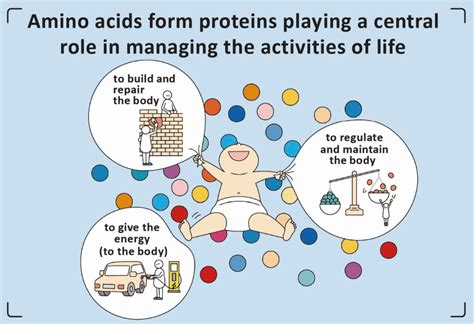 Amino acids form proteins playing a central
role in managing the activities of life
to build and
repair
the body
to regulate
and maintain
the body
to give the
energy
(to the body)